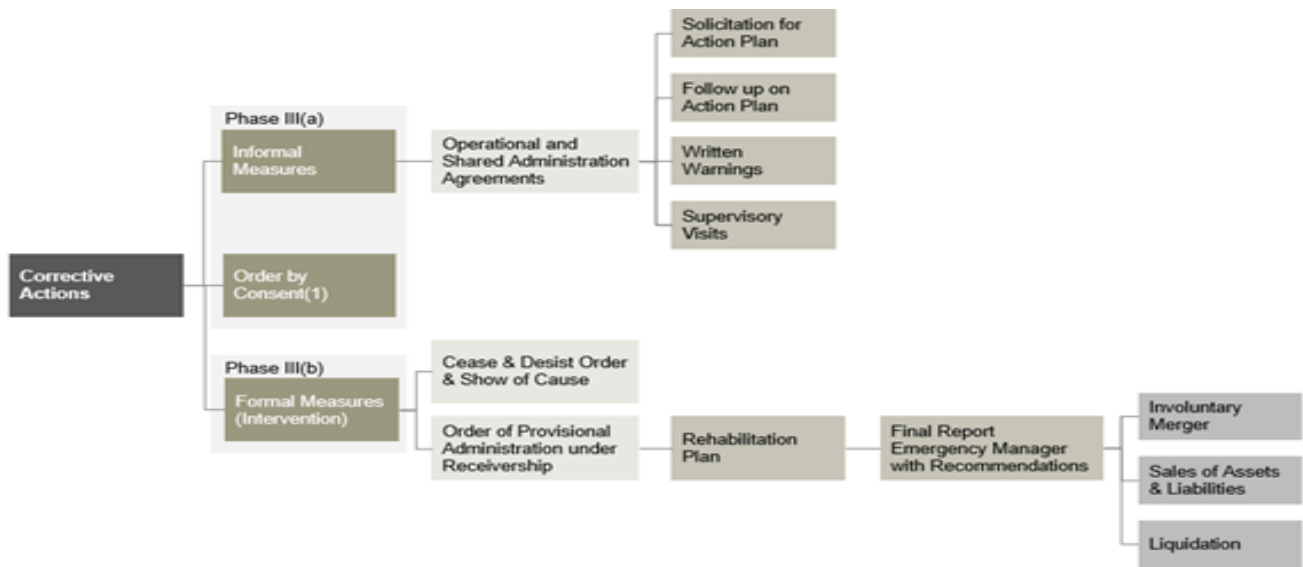 Solicitation for
Action Plan
Follow up on
Action Plan
Phase III(a)
Informal
Measures
Operational and
Shared Administration
Agreements
Written
Warnings
Supervisory
Visits
Corrective
Actions
Order by
Consent(1)
Phase III(b)
Formal Measures
(Intervention)
Cease & Desist Order
& Show of Cause
Order of Provisional
Administration under
Receivership
Rehabilitation
Plan
Final Report
Emergency Manager
with Recommendations
Involuntary
Merger
Sales of Assets
& Liabilities
Liquidation